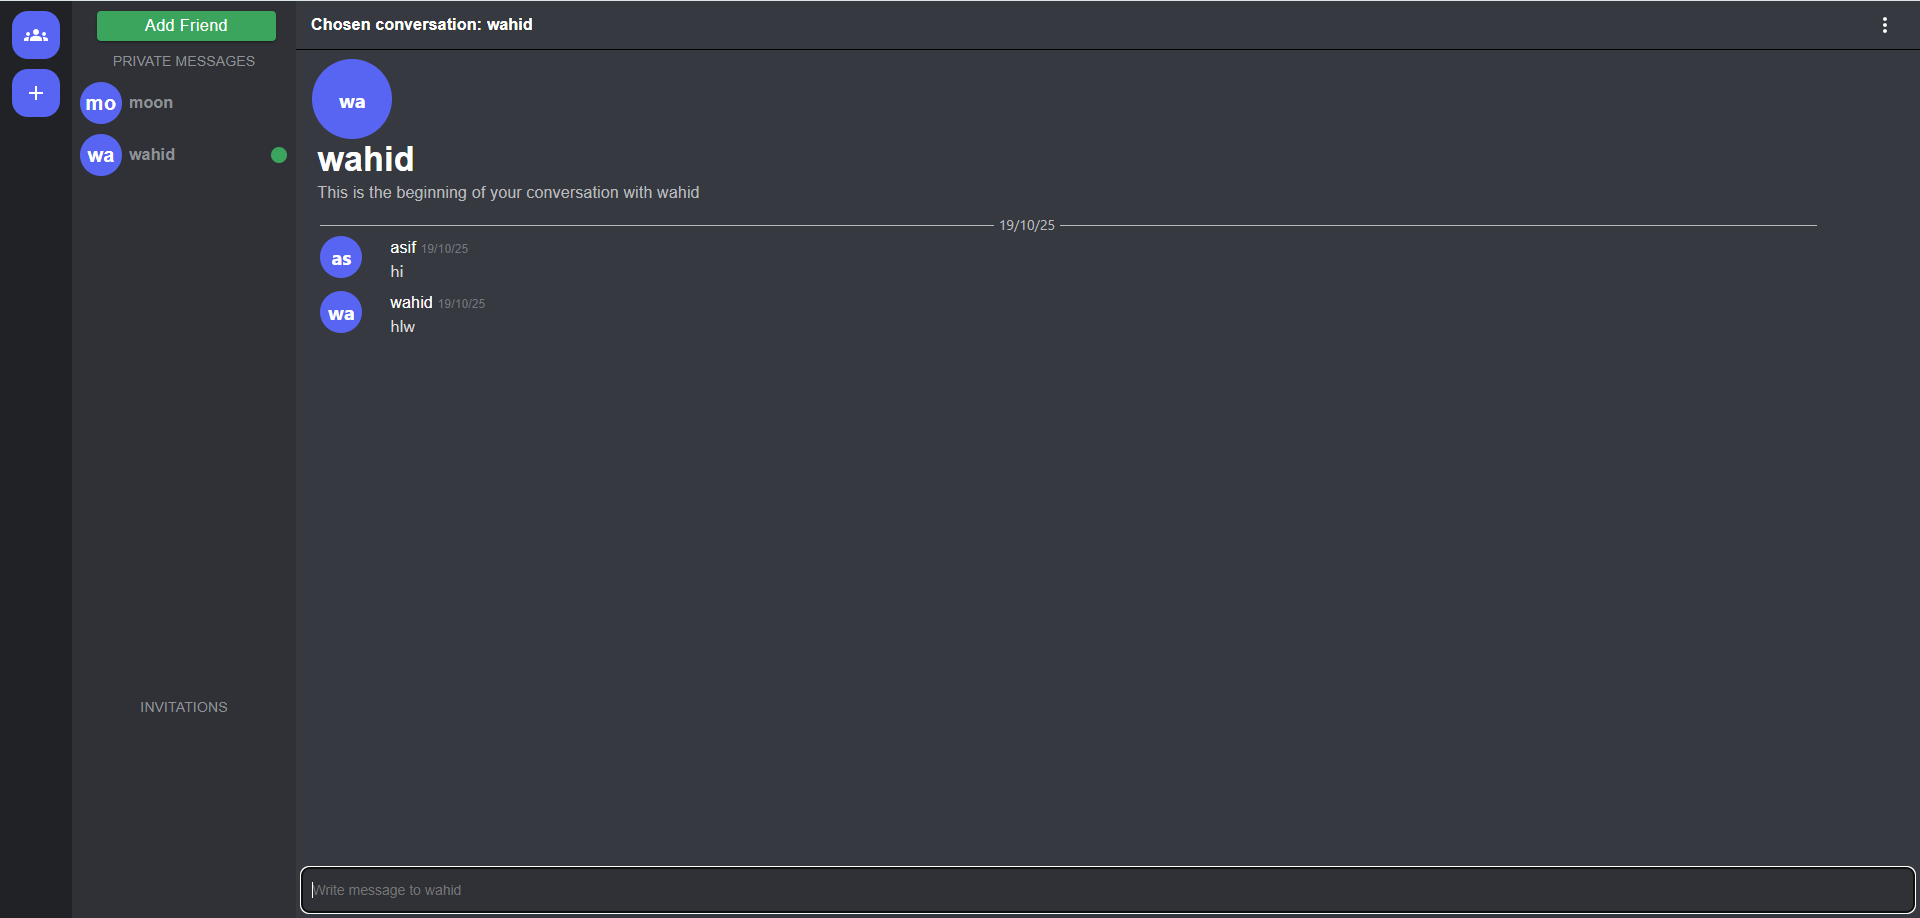 Add Friend
PRIVATE MESSAGES
mo moon
wa wahid
INVITATIONS
Chosen conversation: wahid
wa
wahid
This is the beginning of your conversation with wahid
19/10/25
as asif 19/10/25
hi
wa wahid 19/10/25
hlw
Write message to wahid